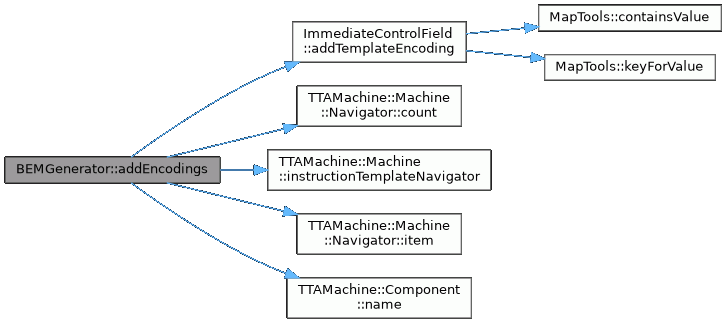 BEMGenerator::addEncodings
ImmediateControlField
::addTemplateEncoding
MapTools::containsValue
MapTools::keyForValue
TTAMachine::Machine
::Navigator::count
TTAMachine::Machine
::instructionTemplateNavigator
TTAMachine::Machine
::Navigator::item
TTAMachine::Component
::name